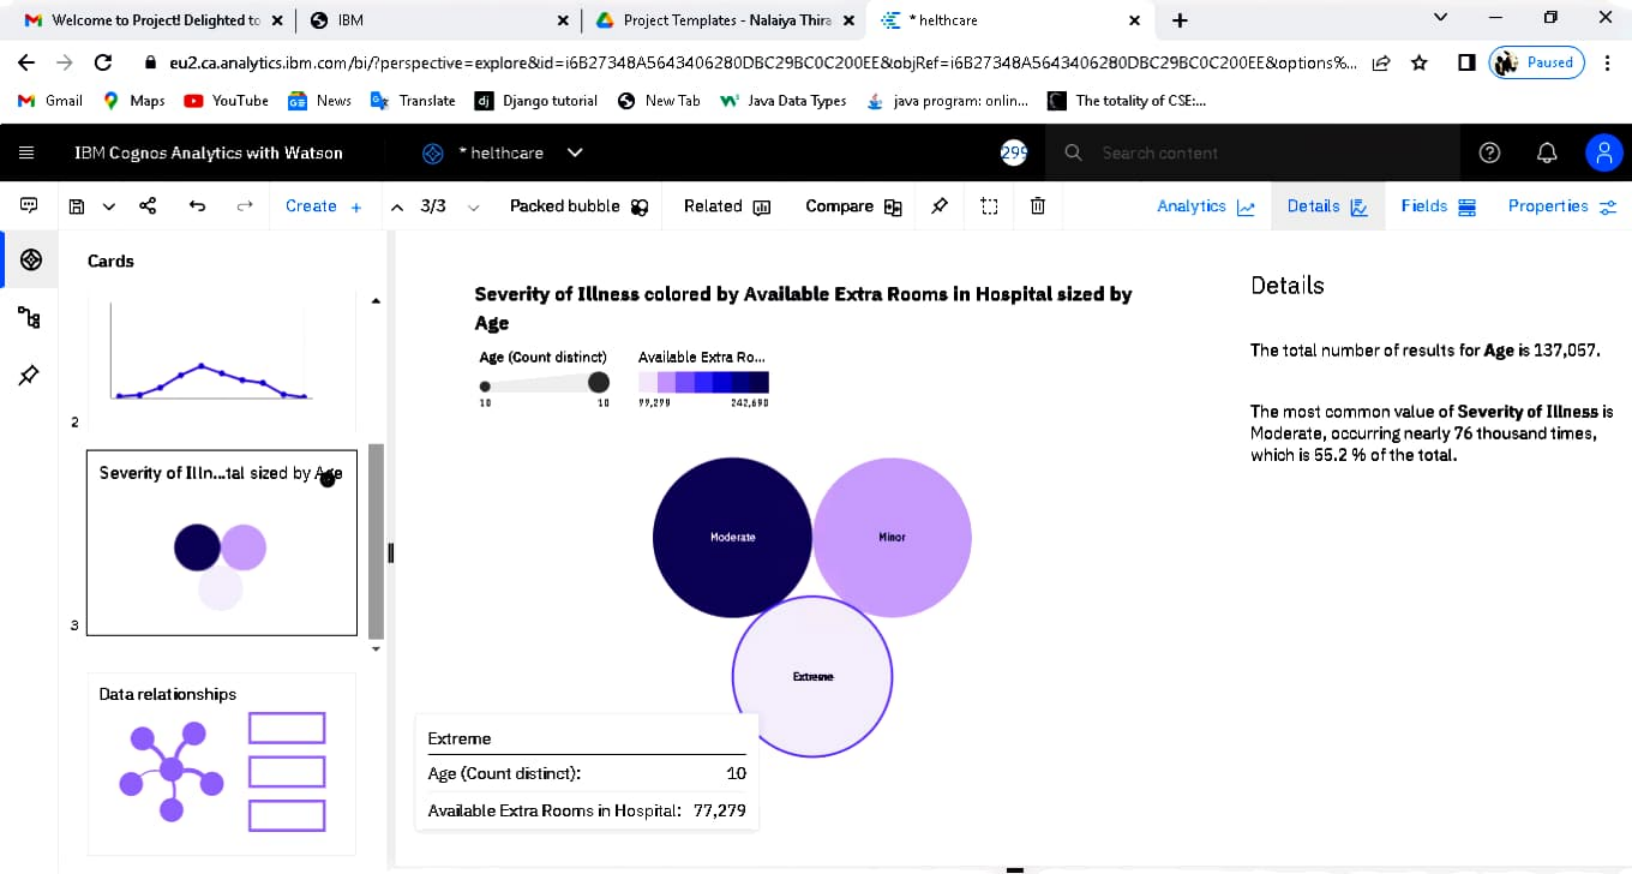 Welcome to Project! Delighted to
IBM
Project Templates - Nalaiya Thira
* helthcare
eu2.ca.analytics.ibm.com/bi/?perspective=explore&id=i6B27348A5643406280DBC29BC0C200EE&objRef=i6B27348A5643406280DBC29BC0C200EE&options%...
Paused
Gmail
Maps
YouTube
News
Translate
Django tutorial
New Tab
Java Data Types
java program: onlin...
The totality of CSE:...
IBM Cognos Analytics with Watson
* helthcare
299
Search content
Create +
3/3
Packed bubble
Related
Compare
Analytics
Details
Fields
Properties
Cards
2
Severity of Illn...tal sized by Age
3
Data relationships
Severity of Illness colored by Available Extra Rooms in Hospital sized by
Age
Age (Count distinct)
Available Extra Ro...
10
10
242,690
Moderate
Minor
Extreme
Extreme
Age (Count distinct): 10
Available Extra Rooms in Hospital: 77,279
Details
The total number of results for Age is 137,057.
The most common value of Severity of Illness is
Moderate, occurring nearly 76 thousand times,
which is 55.2 % of the total.